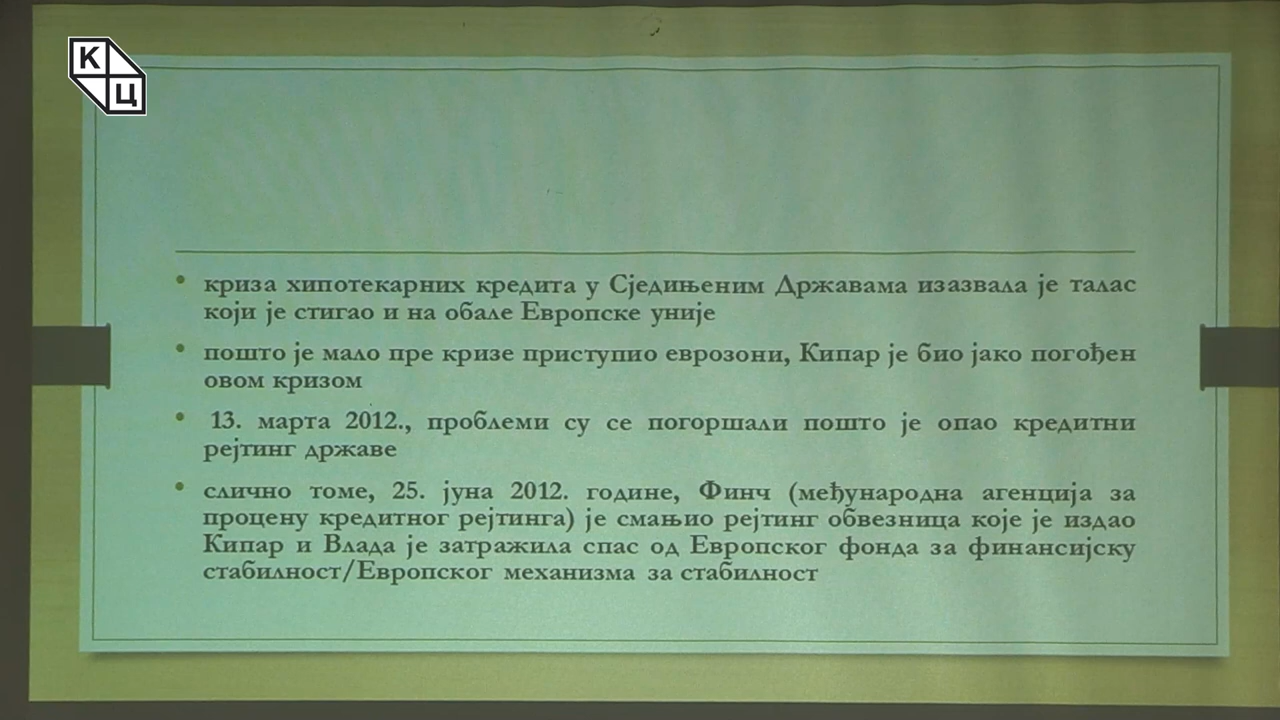 К
Ц
• криза хипотекарних кредита у Сједињеним Државама изазвала је талас
који је стигао и на обале Европске уније
• пошто је мало пре кризе приступио еврозони, Кипар је био јако погођен
овом кризом
• 13. марта 2012., проблеми су се погоршали пошто је опао кредитни
рејтинг државе
• слично томе, 25. јуна 2012. године, Финч (међународна агенција за
процену кредитног рејтинга) је смањио рејтинг обвезница које је издао
Кипар и Влада је затражила спас од Европског фонда за финансијску
стабилност/Европског механизма за стабилност